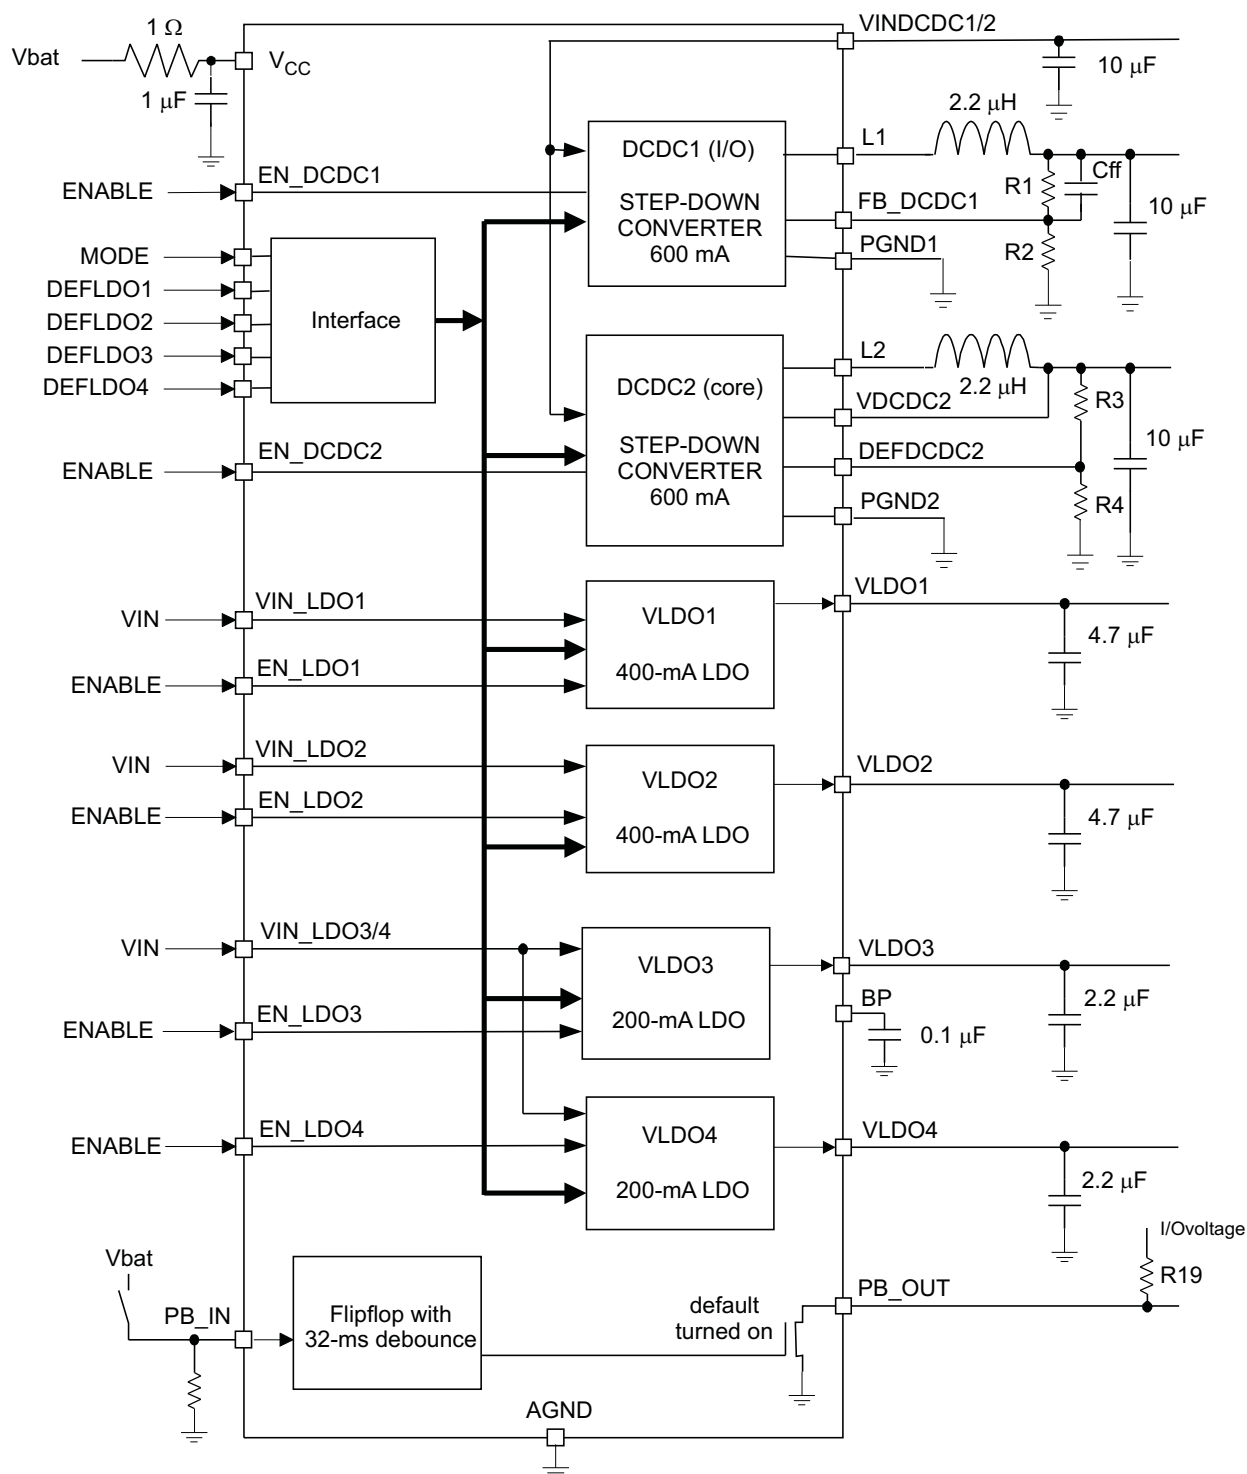 1 Ω
Vbat
VCC
1 μF
VINDCDC1/2
10 μF
2.2 μH
DCDC1 (I/O)
STEP-DOWN
CONVERTER
600 mA
L1
R1
Cff
FB_DCDC1
10 μF
PGND1
R2
ENABLE
EN_DCDC1
MODE
DEFLDO1
DEFLDO2
DEFLDO3
DEFLDO4
Interface
L2
2.2 μH
DCDC2 (core)
STEP-DOWN
CONVERTER
600 mA
VDCDC2
R3
10 μF
DEFDCDC2
R4
PGND2
ENABLE
EN_DCDC2
VIN
VIN_LDO1
VLDO1
400-mA LDO
VLDO1
4.7 μF
ENABLE
EN_LDO1
VIN
VIN_LDO2
VLDO2
400-mA LDO
VLDO2
4.7 μF
ENABLE
EN_LDO2
VIN
VIN_LDO3/4
VLDO3
200-mA LDO
VLDO3
2.2 μF
BP
0.1 μF
ENABLE
EN_LDO3
ENABLE
EN_LDO4
VLDO4
200-mA LDO
VLDO4
2.2 μF
I/Ovoltage
R19
Vbat
PB_IN
Flipflop with
32-ms debounce
default
turned on
PB_OUT
AGND